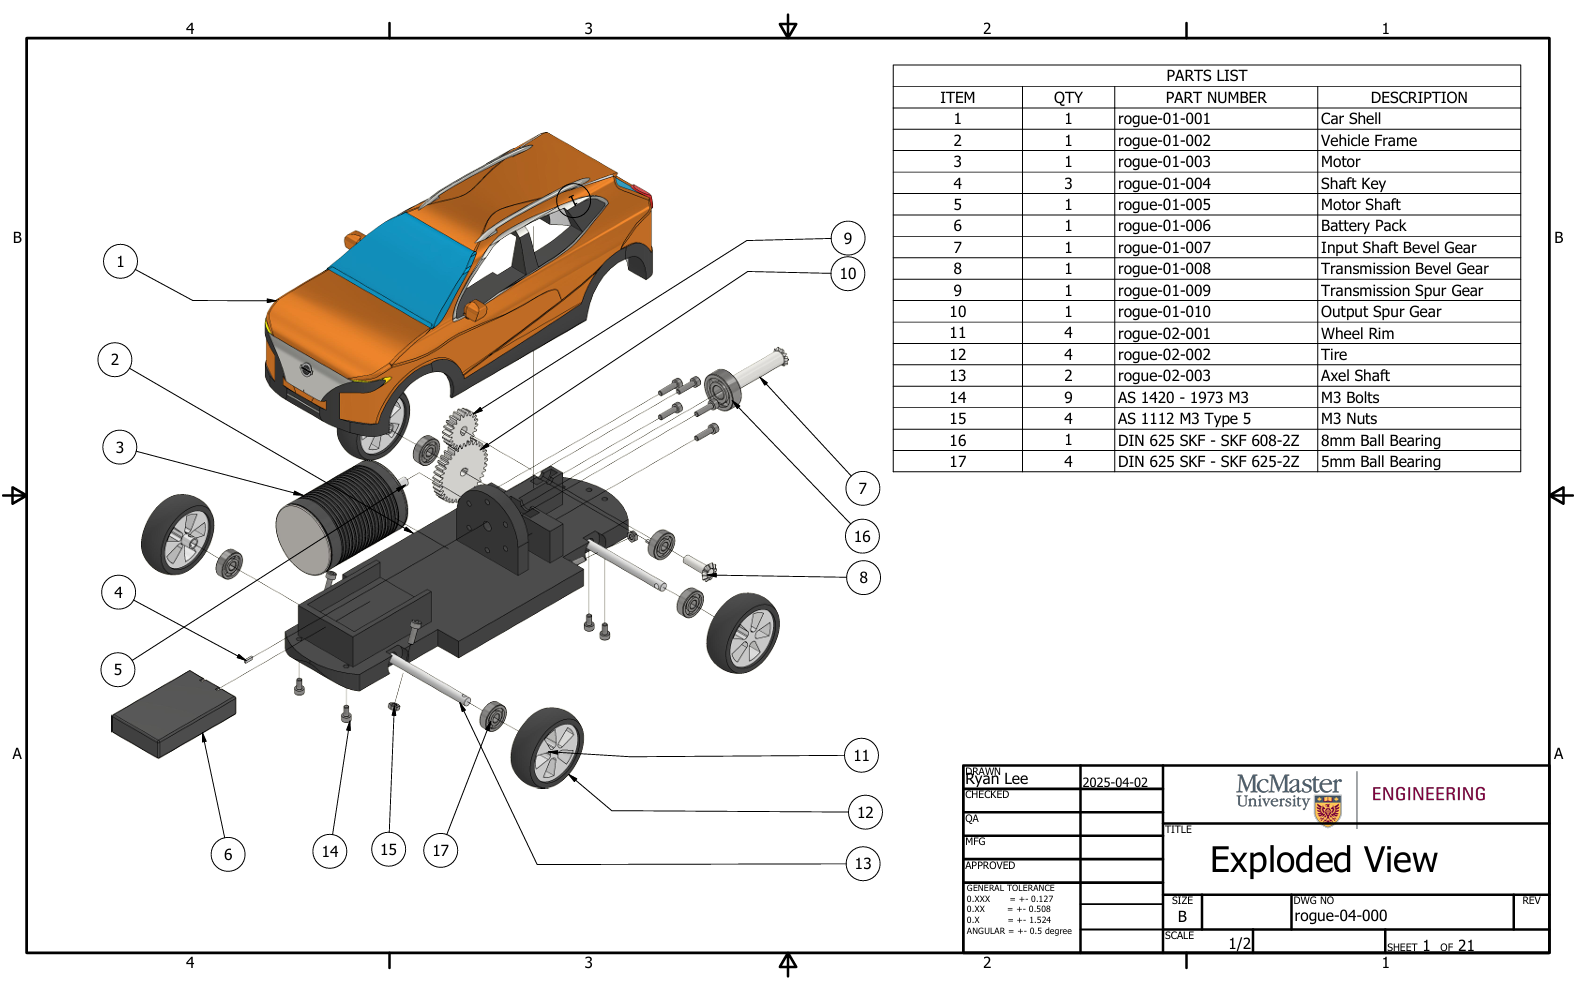 4 3 2 1
PARTS LIST
ITEM QTY PART NUMBER DESCRIPTION
1 1 rogue-01-001 Car Shell
2 1 rogue-01-002 Vehicle Frame
3 1 rogue-01-003 Motor
4 3 rogue-01-004 Shaft Key
5 1 rogue-01-005 Motor Shaft
6 1 rogue-01-006 Battery Pack
7 1 rogue-01-007 Input Shaft Bevel Gear
8 1 rogue-01-008 Transmission Bevel Gear
9 1 rogue-01-009 Transmission Spur Gear
10 1 rogue-01-010 Output Spur Gear
11 4 rogue-02-001 Wheel Rim
12 4 rogue-02-002 Tire
13 2 rogue-02-003 Axel Shaft
14 9 AS 1420 - 1973 M3 M3 Bolts
15 4 AS 1112 M3 Type 5 M3 Nuts
16 1 DIN 625 SKF - SKF 608-2Z 8mm Ball Bearing
17 4 DIN 625 SKF - SKF 625-2Z 5mm Ball Bearing
B B
9
1
10
2
3
7
16
8
4
5
A A
11
12
6 14 15 17
13
DRAWN
Ryan Lee 2025-04-02
CHECKED
QA
MFG
APPROVED
GENERAL TOLERANCE
0.XXX = +- 0.127
0.XX = +- 0.508
0.X = +- 1.524
ANGULAR = +- 0.5 degree
McMaster
University
ENGINEERING
TITLE
Exploded View
SIZE
B
DWG NO
rogue-04-000
REV
SCALE
1/2
SHEET 1 OF 21
4 3 2 1